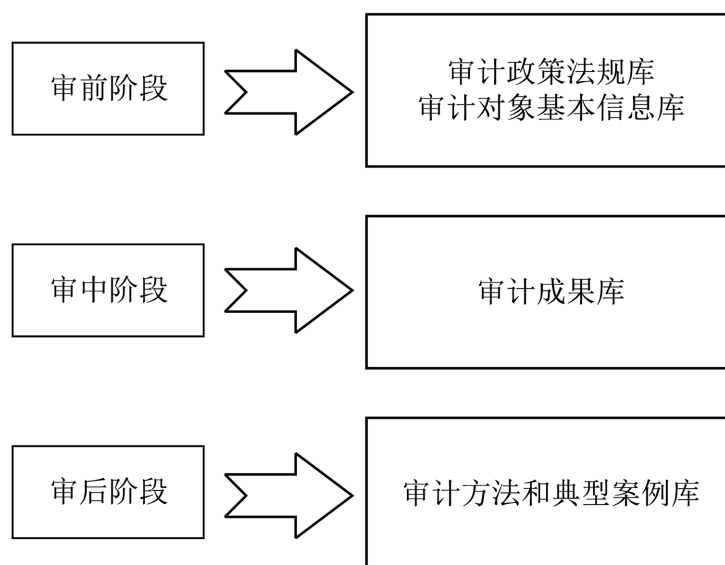 审前阶段
审计政策法规库
审计对象基本信息库
审中阶段
审计成果库
审后阶段
审计方法和典型案例库